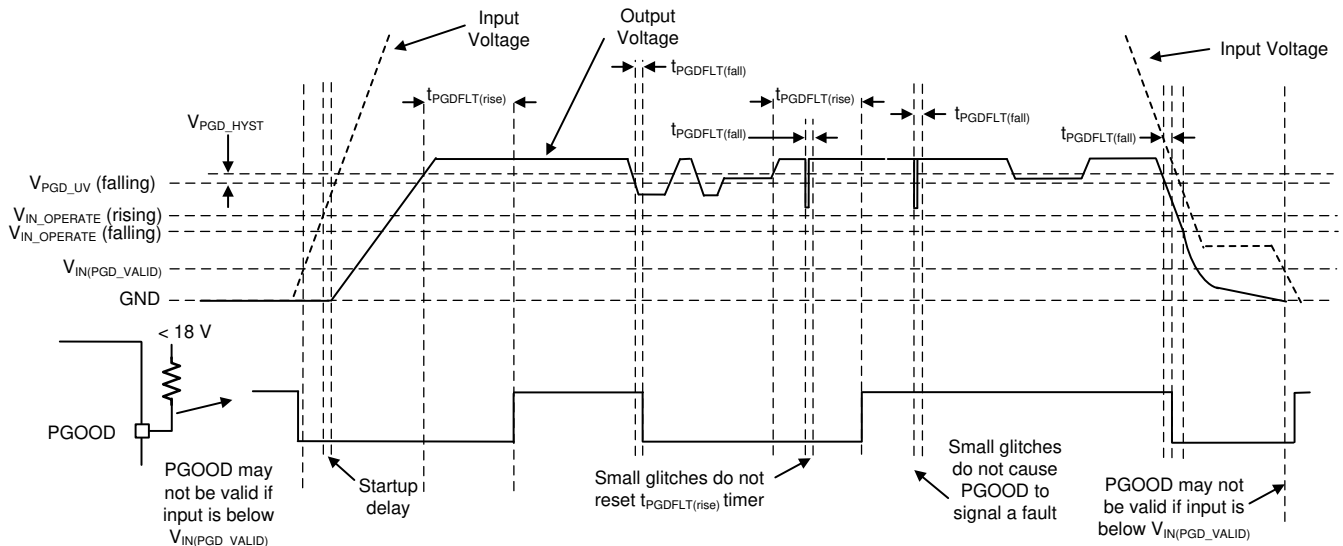 Input
Voltage
Output
Voltage
Input Voltage
tPGDFLT(fall)
tPGDFLT(rise)
tPGDFLT(rise)
tPGDFLT(fall)
tPGDFLT(fall)
tPGDFLT(fall)
VPGD_HYST
VPGD_UV (falling)
VIN_OPERATE (rising)
VIN_OPERATE (falling)
VIN(PGD_VALID)
GND
< 18 V
PGOOD
PGOOD may
not be valid if
input is below
VIN(PGD_VALID)
Startup
delay
Small glitches do not
reset tPGDFLT(rise) timer
Small glitches
do not cause
PGOOD to
signal a fault
PGOOD may not
be valid if input is
below VIN(PGD_VALID)